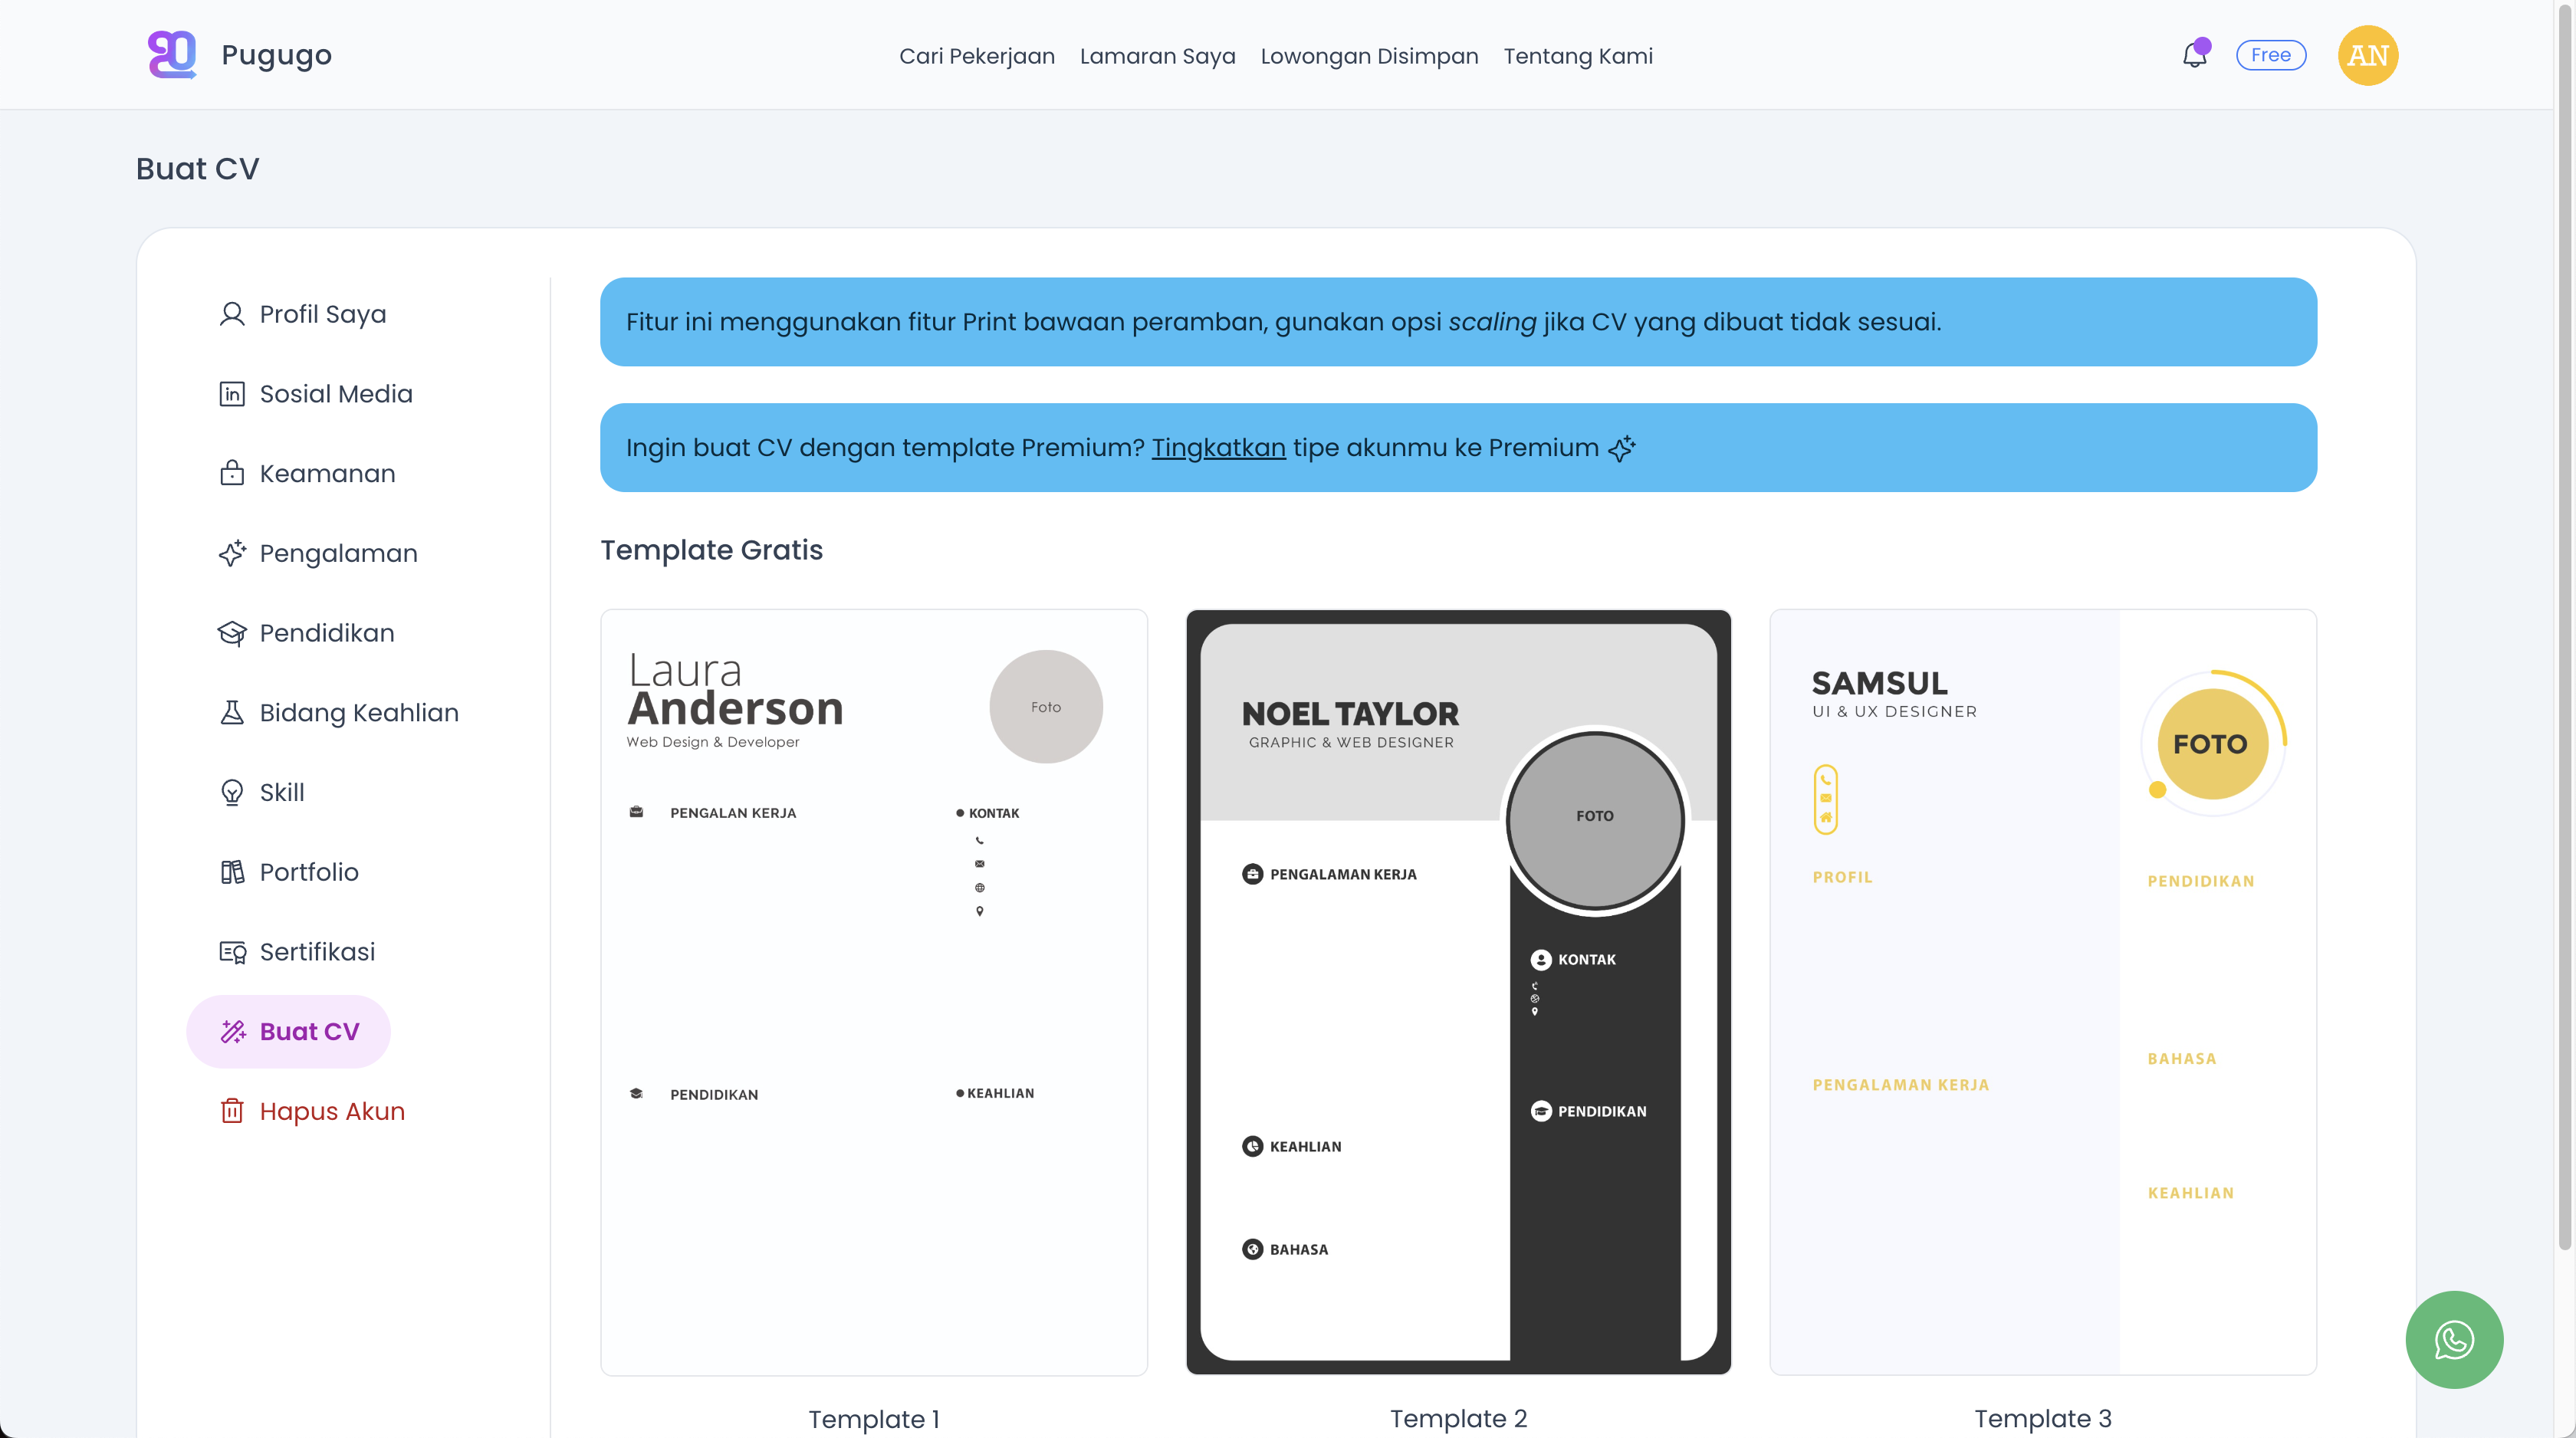 Pugugo
Cari Pekerjaan Lamaran Saya Lowongan Disimpan Tentang Kami
Free
AN
Buat CV
Profil Saya
in Sosial Media
Keamanan
Pengalaman
Pendidikan
Bidang Keahlian
Skill
Portfolio
Sertifikasi
Buat CV
Hapus Akun
Fitur ini menggunakan fitur Print bawaan peramban, gunakan opsi scaling jika CV yang dibuat tidak sesuai.
Ingin buat CV dengan template Premium? Tingkatkan tipe akunmu ke Premium
Template Gratis
Laura
Anderson
Web Design & Developer
Foto
PENGALAN KERJA
KONTAK
PENDIDIKAN
KEAHLIAN
Template 1
NOEL TAYLOR
GRAPHIC & WEB DESIGNER
FOTO
PENGALAMAN KERJA
KONTAK
PENDIDIKAN
KEAHLIAN
BAHASA
Template 2
SAMSUL
UI & UX DESIGNER
FOTO
PROFIL
PENDIDIKAN
BAHASA
PENGALAMAN KERJA
KEAHLIAN
Template 3